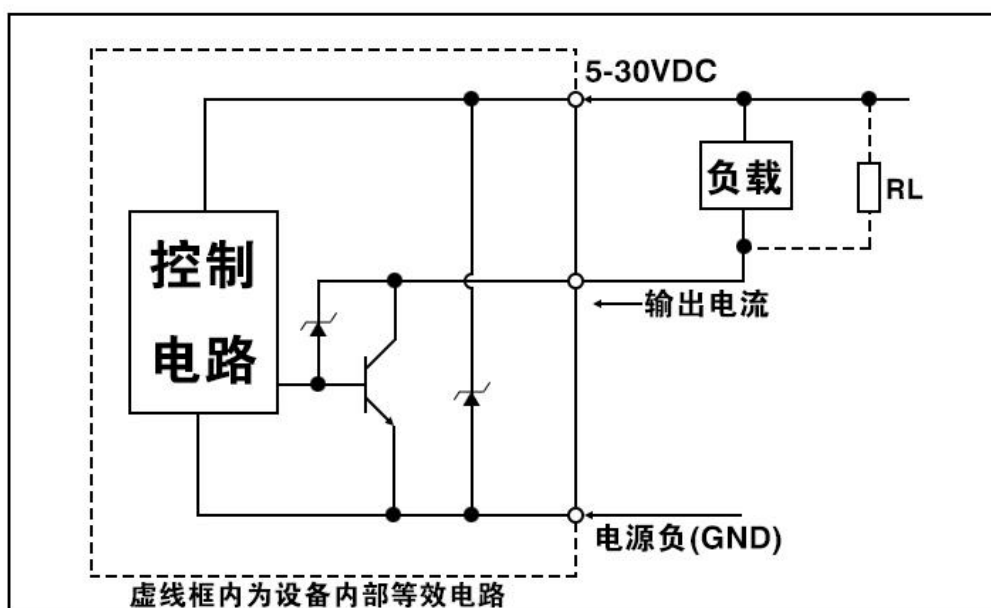 5-30VDC
负载
RL
控制
电路
输出电流
电源负(GND)
虚线框内为设备内部等效电路